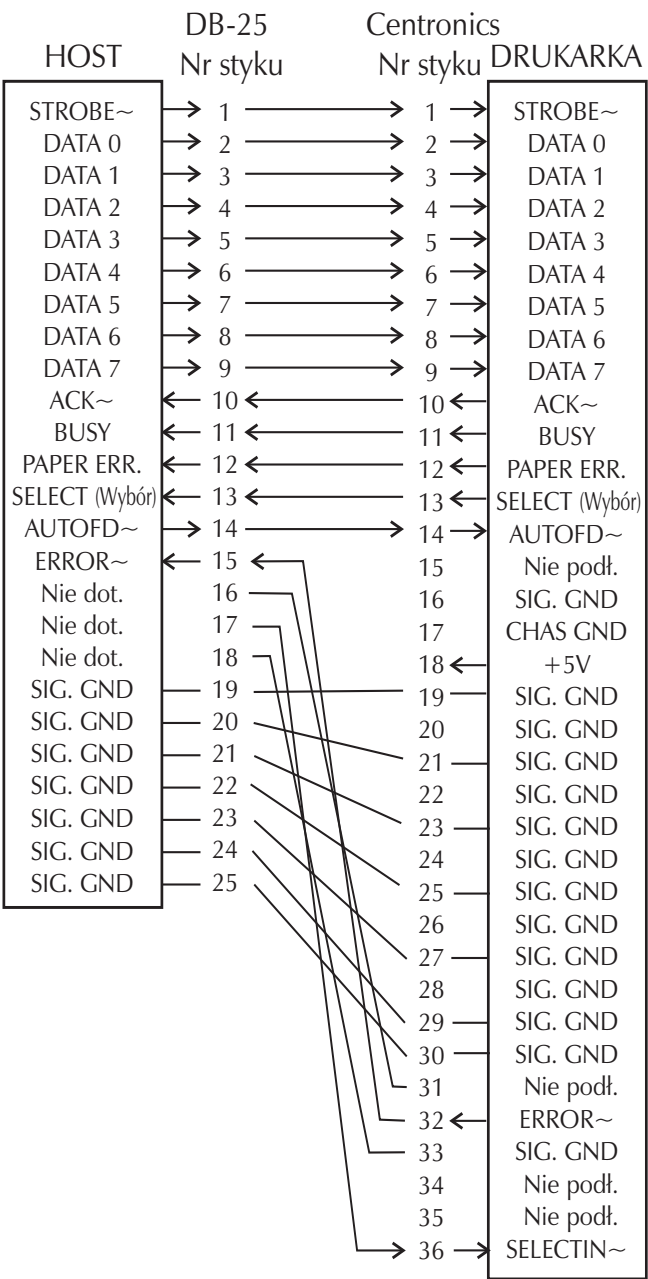 DB-25 Centronics
HOST Nr styku Nr styku DRUKARKA
STROBE~ 1 1 STROBE~
DATA 0 2 2 DATA 0
DATA 1 3 3 DATA 1
DATA 2 4 4 DATA 2
DATA 3 5 5 DATA 3
DATA 4 6 6 DATA 4
DATA 5 7 7 DATA 5
DATA 6 8 8 DATA 6
DATA 7 9 9 DATA 7
ACK~ 10 10 ACK~
BUSY 11 11 BUSY
PAPER ERR. 12 12 PAPER ERR.
SELECT (Wybór) 13 13 SELECT (Wybór)
AUTOFD~ 14 14 AUTOFD~
ERROR~ 15 15 Nie podł.
Nie dot. 16 16 SIG. GND
Nie dot. 17 17 CHAS GND
Nie dot. 18 18 +5V
SIG. GND 19 19 SIG. GND
SIG. GND 20 20 SIG. GND
SIG. GND 21 21 SIG. GND
SIG. GND 22 22 SIG. GND
SIG. GND 23 23 SIG. GND
SIG. GND 24 24 SIG. GND
SIG. GND 25 25 SIG. GND
26 SIG. GND
27 SIG. GND
28 SIG. GND
29 SIG. GND
30 SIG. GND
31 Nie podł.
32 ERROR~
33 SIG. GND
34 Nie podł.
35 Nie podł.
36 SELECTIN~